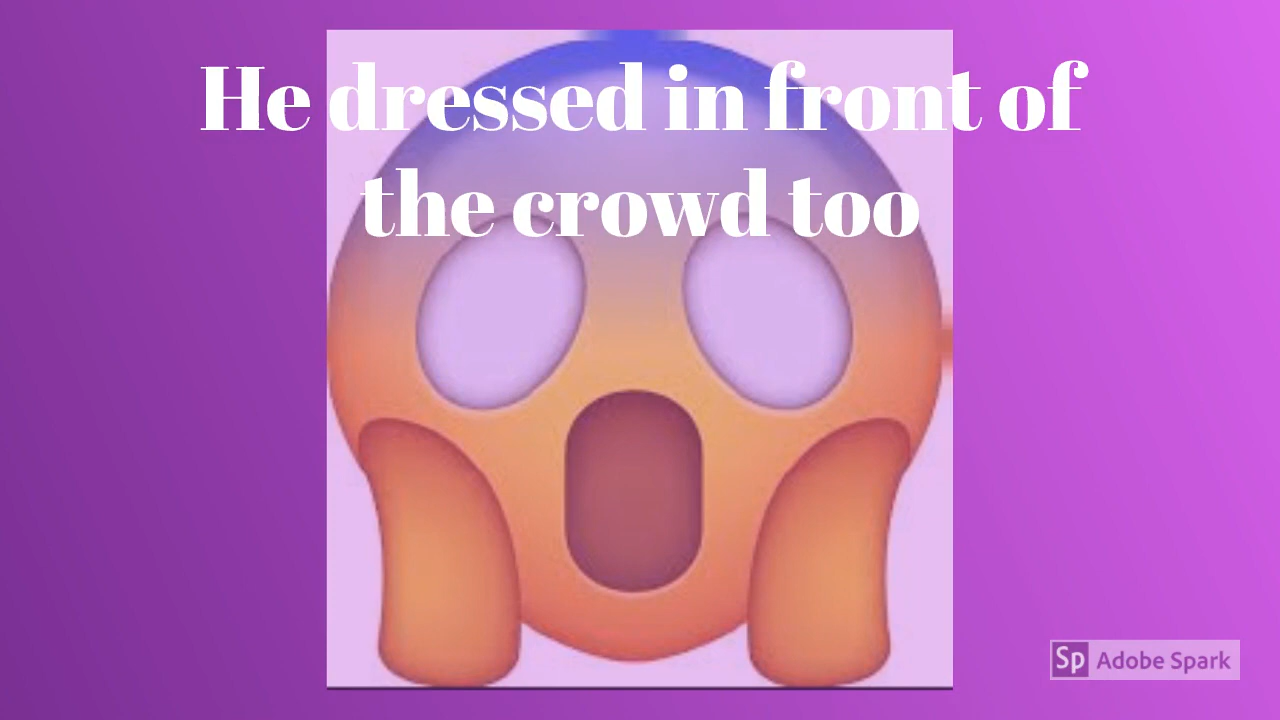 He dressed in front of
the crowd too
Sp Adobe Spark